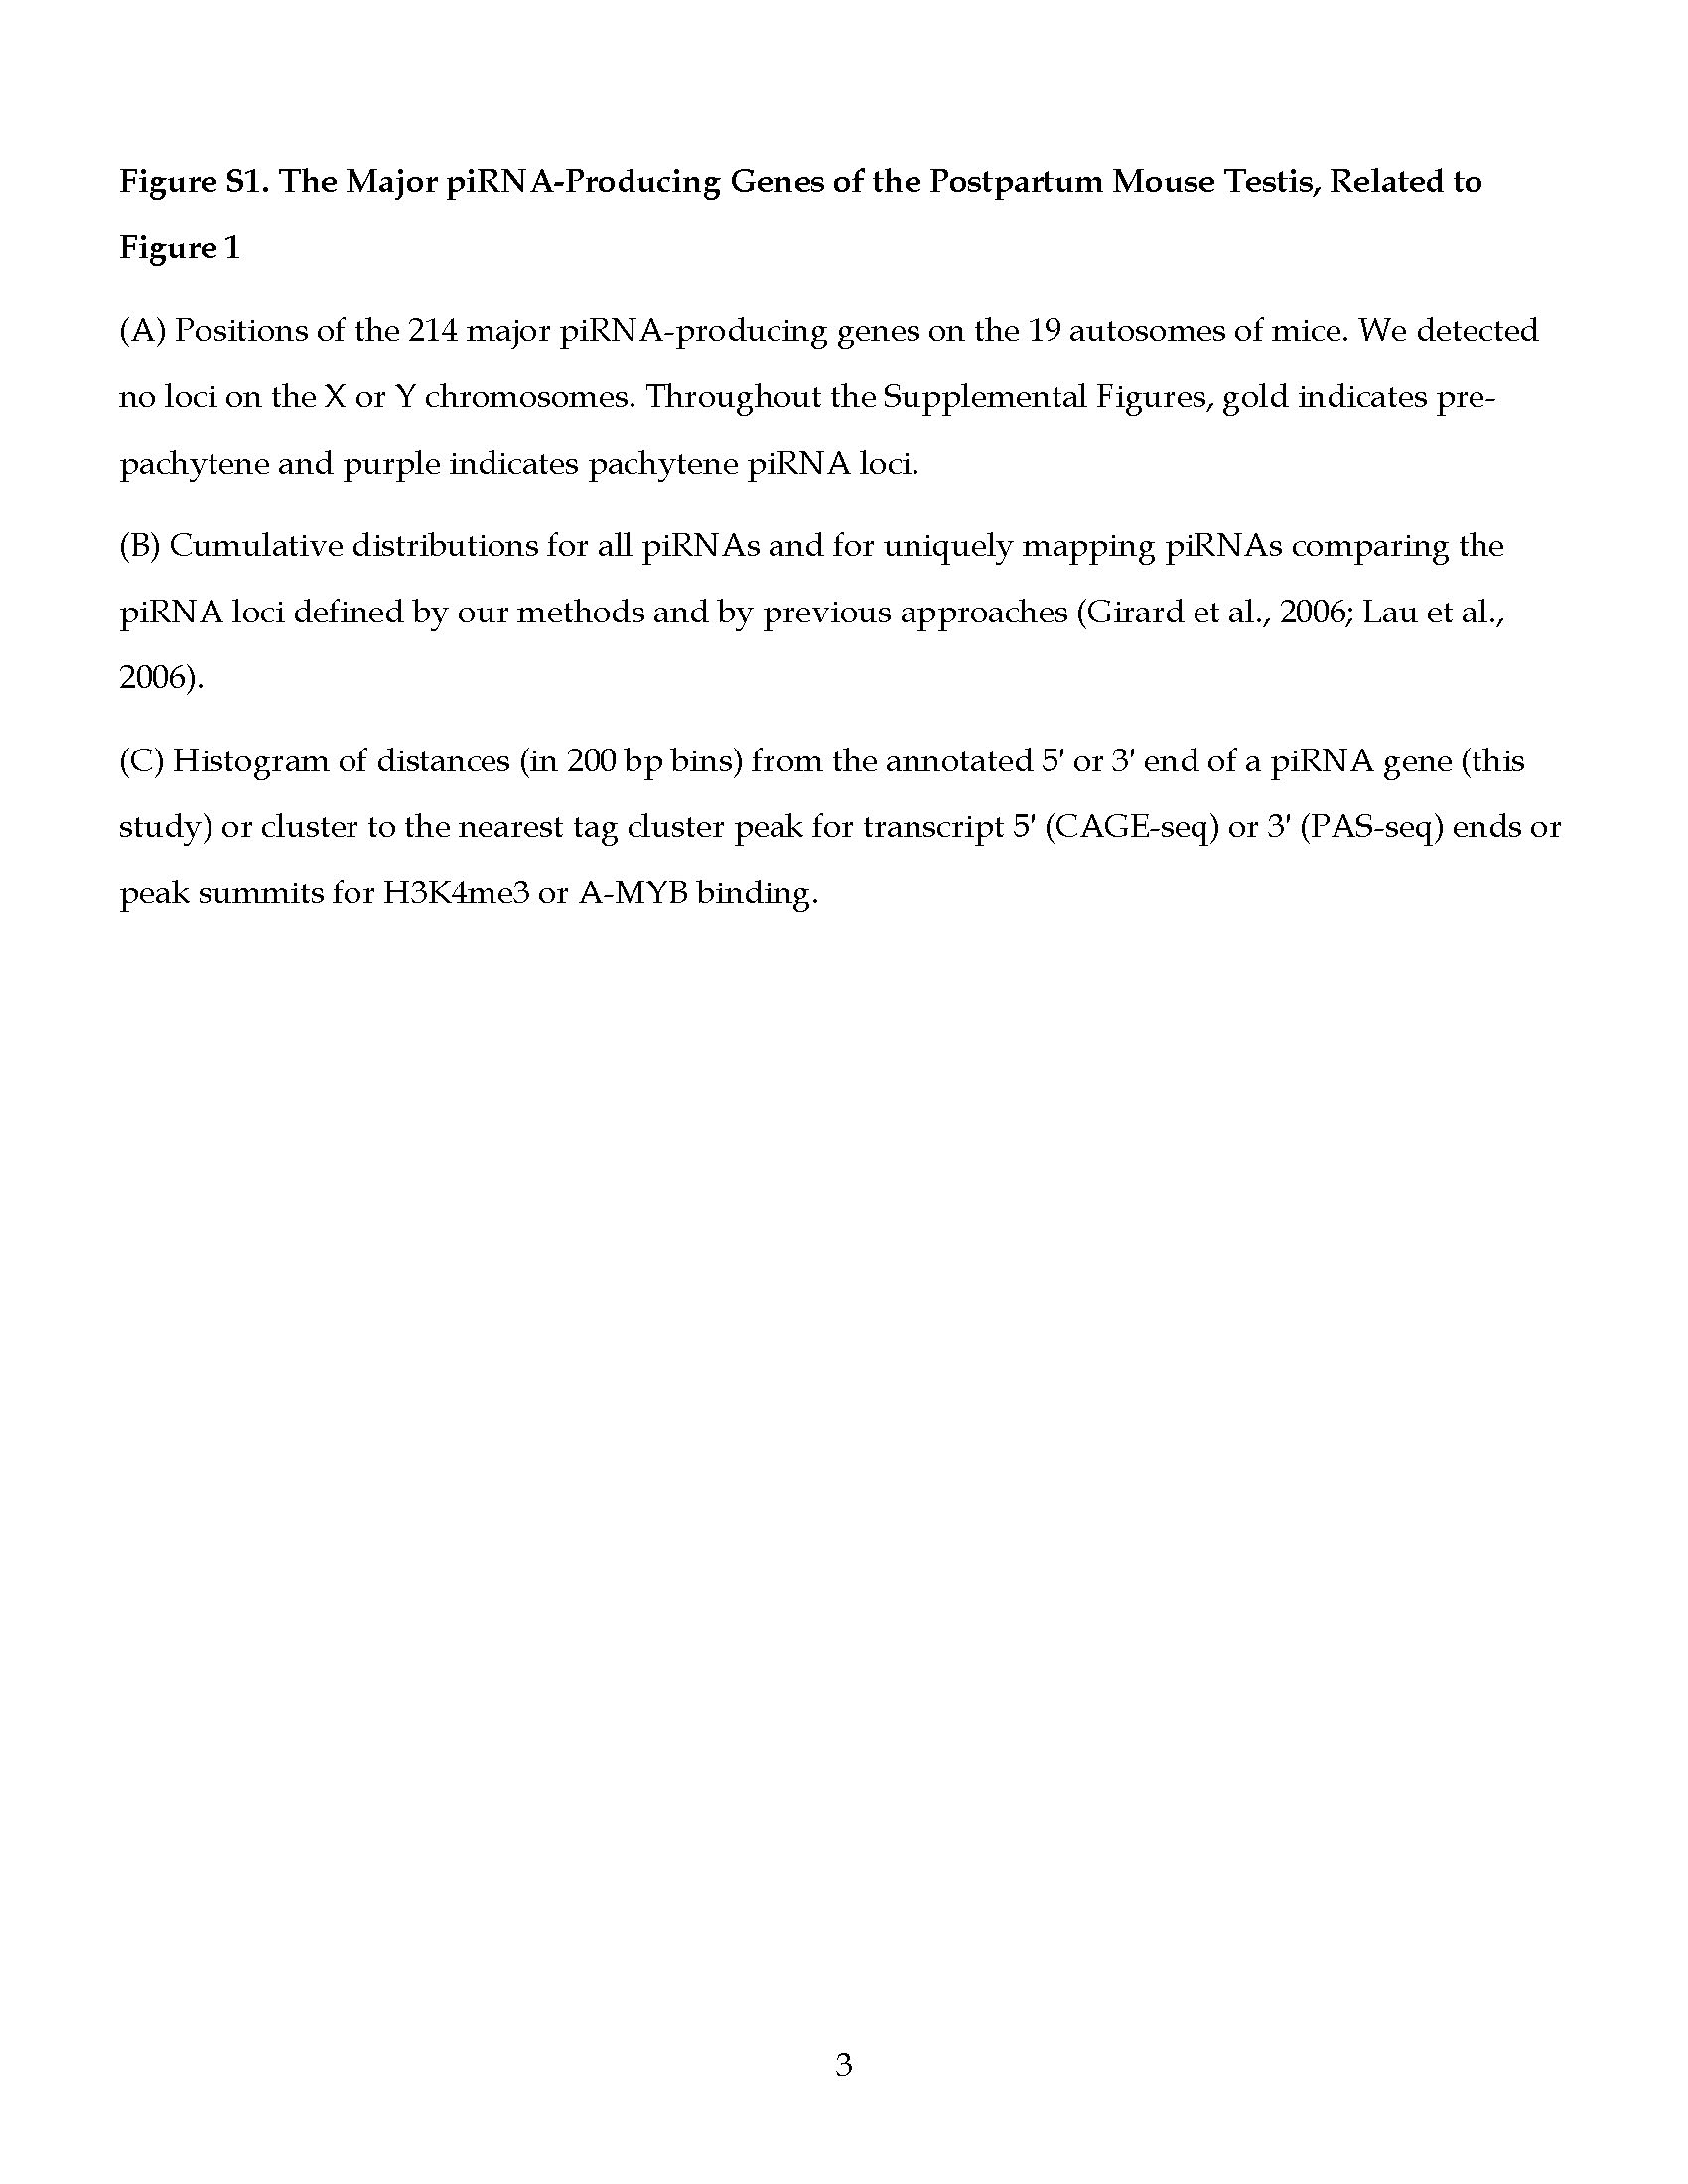 Figure S1. The Major piRNA-Producing Genes of the Postpartum Mouse Testis, Related to
Figure 1
(A) Positions of the 214 major piRNA-producing genes on the 19 autosomes of mice. We detected
no loci on the X or Y chromosomes. Throughout the Supplemental Figures, gold indicates pre-
pachytene and purple indicates pachytene piRNA loci.
(B) Cumulative distributions for all piRNAs and for uniquely mapping piRNAs comparing the
piRNA loci defined by our methods and by previous approaches (Girard et al., 2006; Lau et al.,
2006).
(C) Histogram of distances (in 200 bp bins) from the annotated 5′ or 3′ end of a piRNA gene (this
study) or cluster to the nearest tag cluster peak for transcript 5′ (CAGE-seq) or 3′ (PAS-seq) ends or
peak summits for H3K4me3 or A-MYB binding.
3